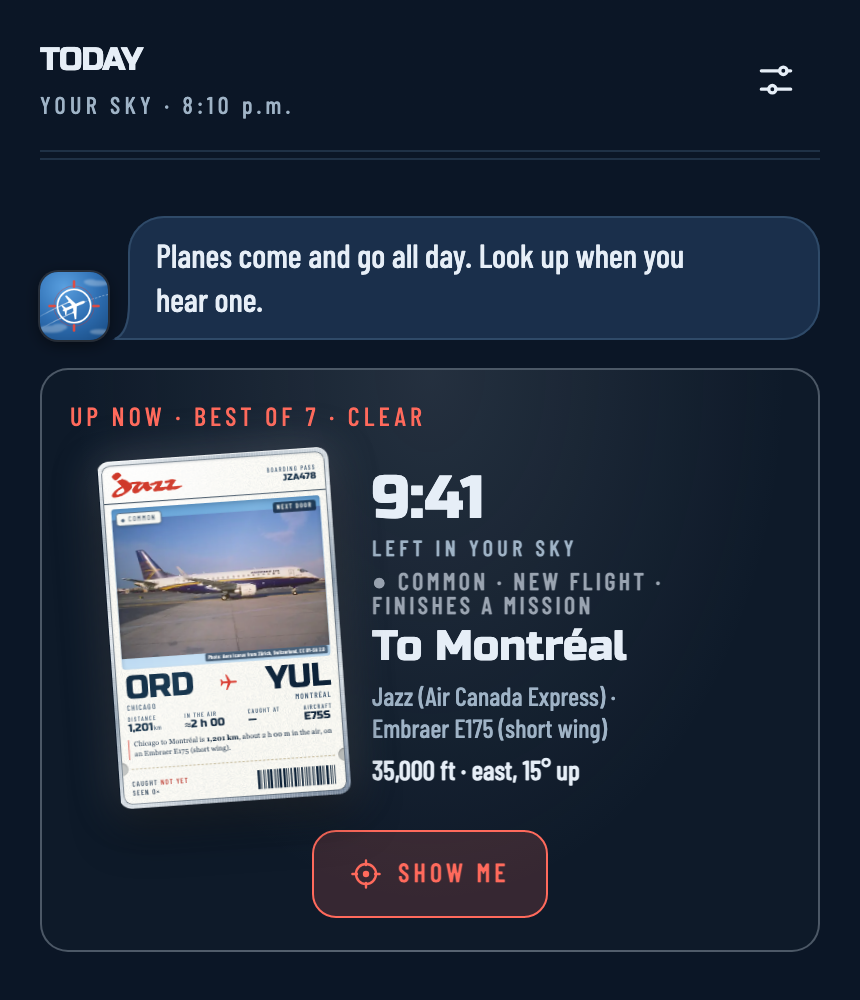 TODAY
YOUR SKY · 8:10 p.m.
Planes come and go all day. Look up when you
hear one.
UP NOW · BEST OF 7 · CLEAR
Jazz
BOARDING PASS
JZA478
COMMON
NEXT DOOR
ORD
YUL
CHICAGO
MONTRÉAL
DISTANCE
1,201km
IN THE AIR
≈2 h 00
CAUGHT AT
—
AIRCRAFT
E75S
Chicago to Montréal is 1,201 km, about 2 h 00 m in the air, on
an Embraer E175 (short wing).
CAUGHT NOT YET
SEEN 0×
9:41
LEFT IN YOUR SKY
● COMMON · NEW FLIGHT ·
FINISHES A MISSION
To Montréal
Jazz (Air Canada Express) ·
Embraer E175 (short wing)
35,000 ft · east, 15° up
SHOW ME